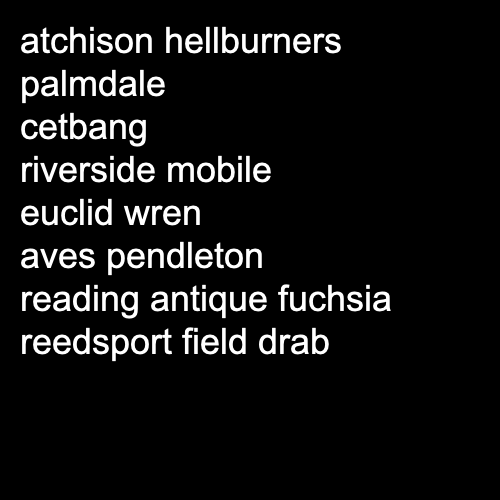 atchison hellburners
palmdale
cetbang
riverside mobile
euclid wren
aves pendleton
reading antique fuchsia
reedsport field drab